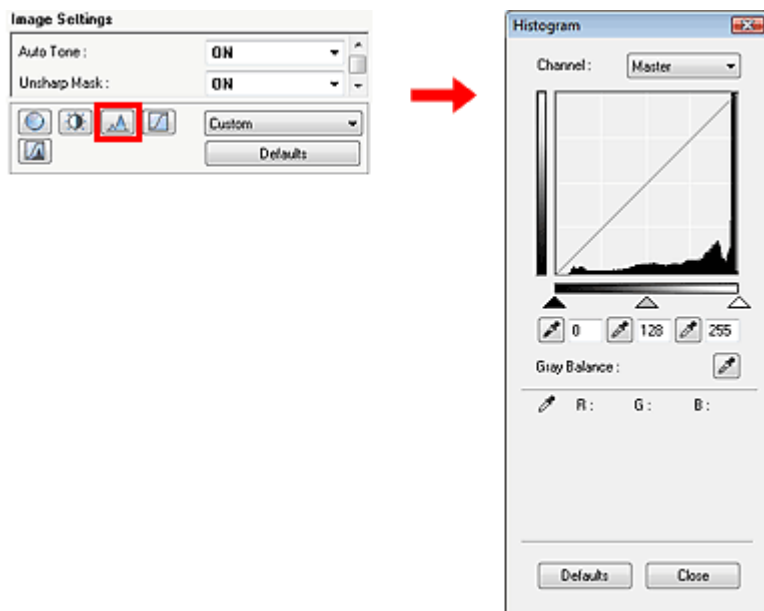 Image Settings
Auto Tone : ON
Unsharp Mask : ON
Custom
Defaults
Histogram
Channel : Master
0 128 255
Gray Balance :
R : G : B :
Defaults Close